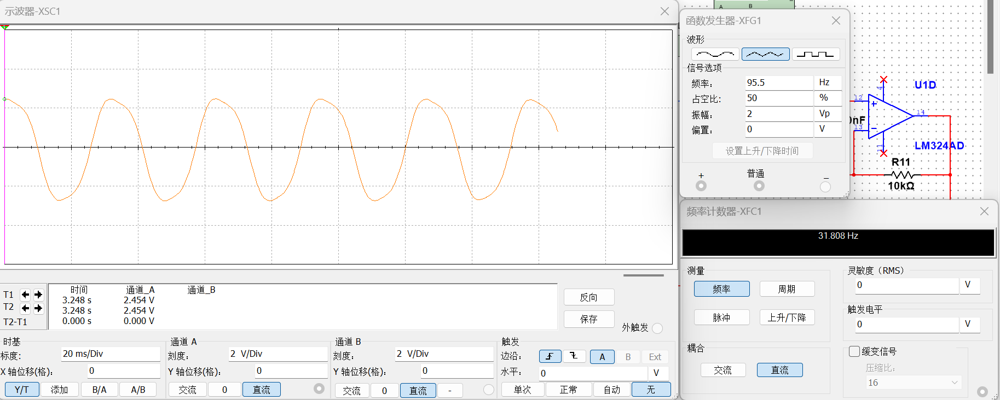 示波器-XSC1
T1
T2
T2-T1
时间 通道_A 通道_B
3.248 s 2.454 V
3.248 s 2.454 V
0.000 s 0.000 V
反向
保存
外触发
时基
标度: 20 ms/Div
X 轴位移(格): 0
Y/T 添加 B/A A/B
通道 A
刻度: 2 V/Div
Y 轴位移(格): 0
交流 0 直流
通道 B
刻度: 2 V/Div
Y 轴位移(格): 0
交流 0 直流 -
触发
边沿: A B Ext
水平: 0 V
单次 正常 自动 无
A B
函数发生器-XFG1
波形
信号选项
频率: 95.5 Hz
占空比: 50 %
振幅: 2 Vp
偏置: 0 V
设置上升/下降时间
+ 普通 −
U1D
4
12
+
14
0nF
13
−
11
LM324AD
R11
10kΩ
频率计数器-XFC1
31.808 Hz
测量
频率 周期
脉冲 上升/下降
耦合
交流 直流
灵敏度（RMS）
0 V
触发电平
0 V
缓变信号
压缩比:
16